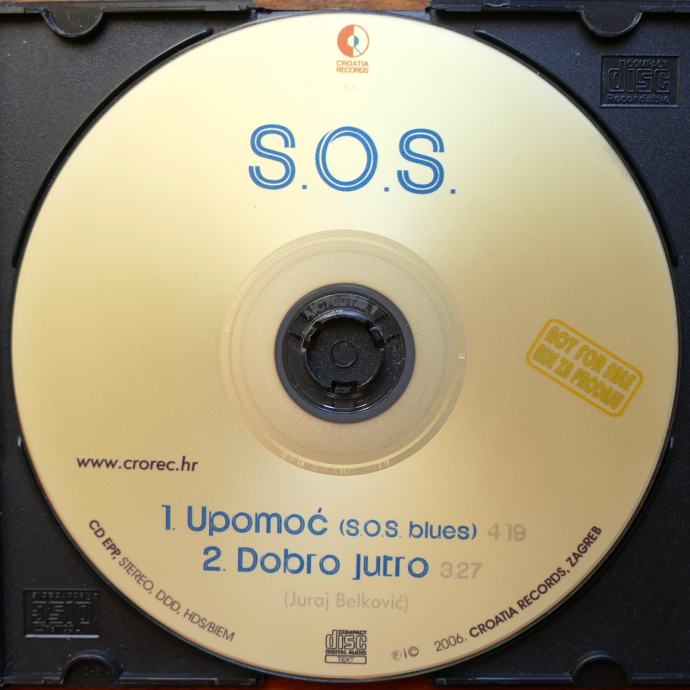 CROATIA
RECORDS
S.O.S.
COMPACT
disc
Recordable
NOT FOR SALE
NIJE ZA PRODAJU
www.crorec.hr
1. Upomoć (S.O.S. blues) 4.19
2. Dobro jutro 3.27
(Juraj Belković)
CD EPP, STEREO, DDD, HDS/BIEM
COMPACT
disc
DIGITAL AUDIO
TEXT
℗ i © 2006. CROATIA RECORDS, ZAGREB